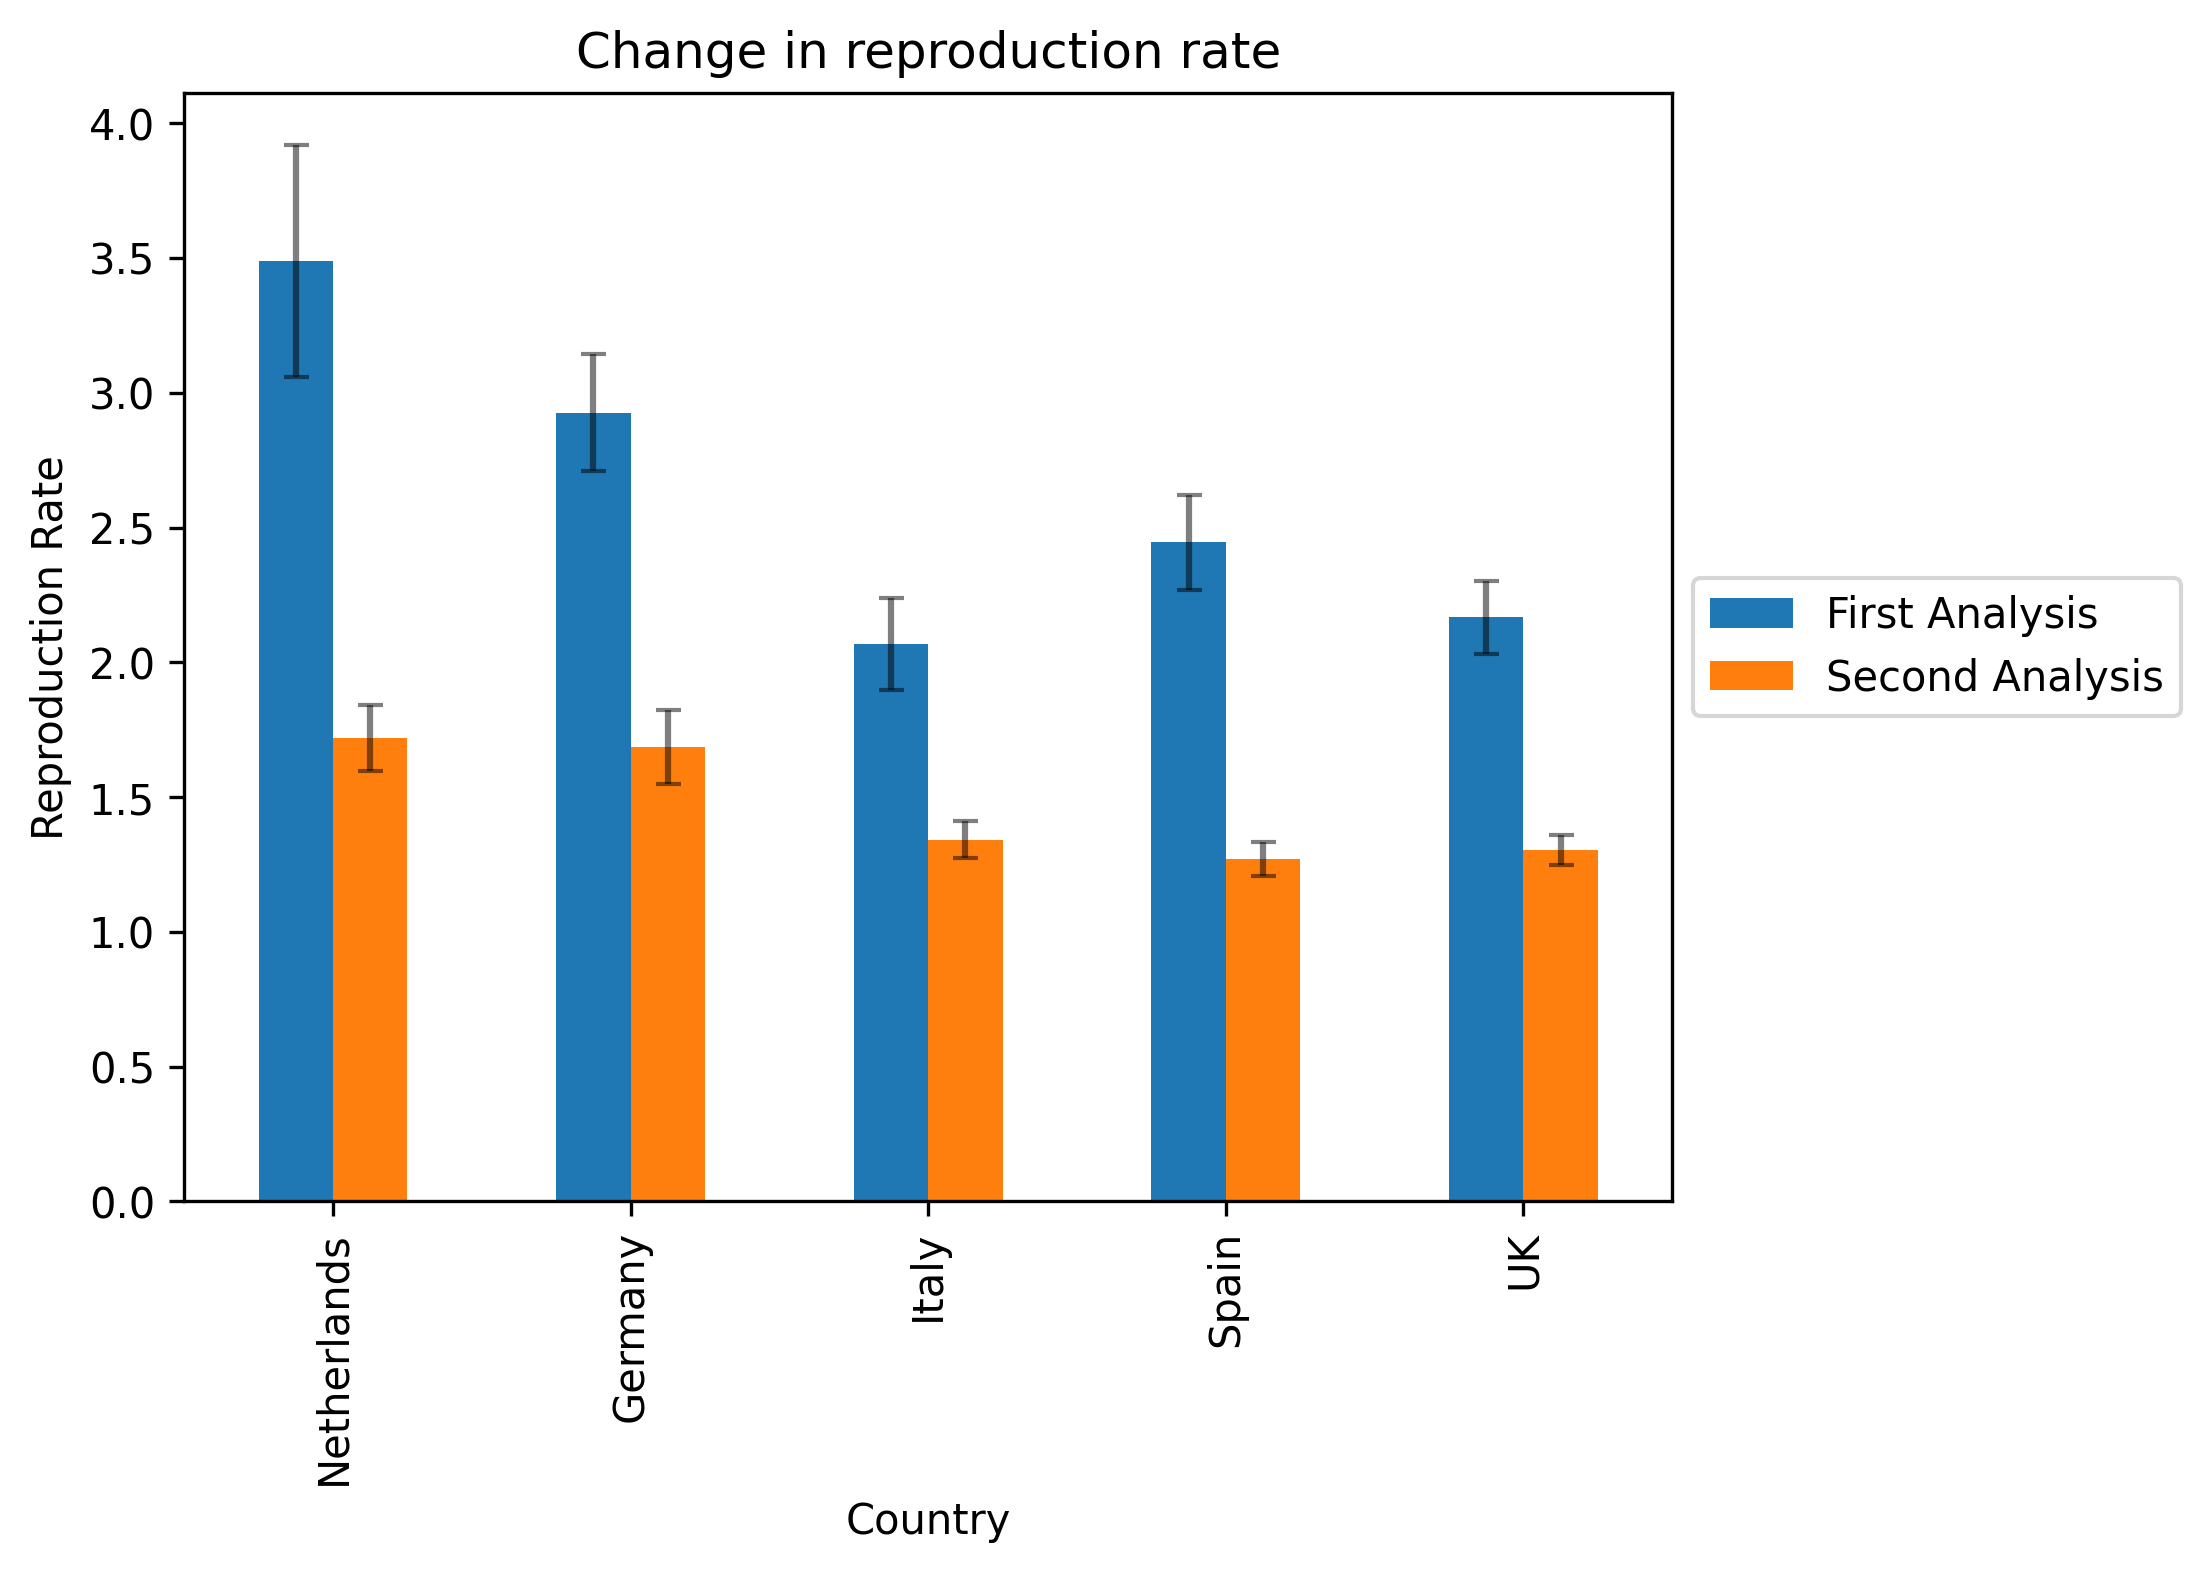 Change in reproduction rate
Reproduction Rate
4.0
3.5
3.0
2.5
2.0
1.5
1.0
0.5
0.0
Netherlands
Germany
Italy
Spain
UK
Country
First Analysis
Second Analysis